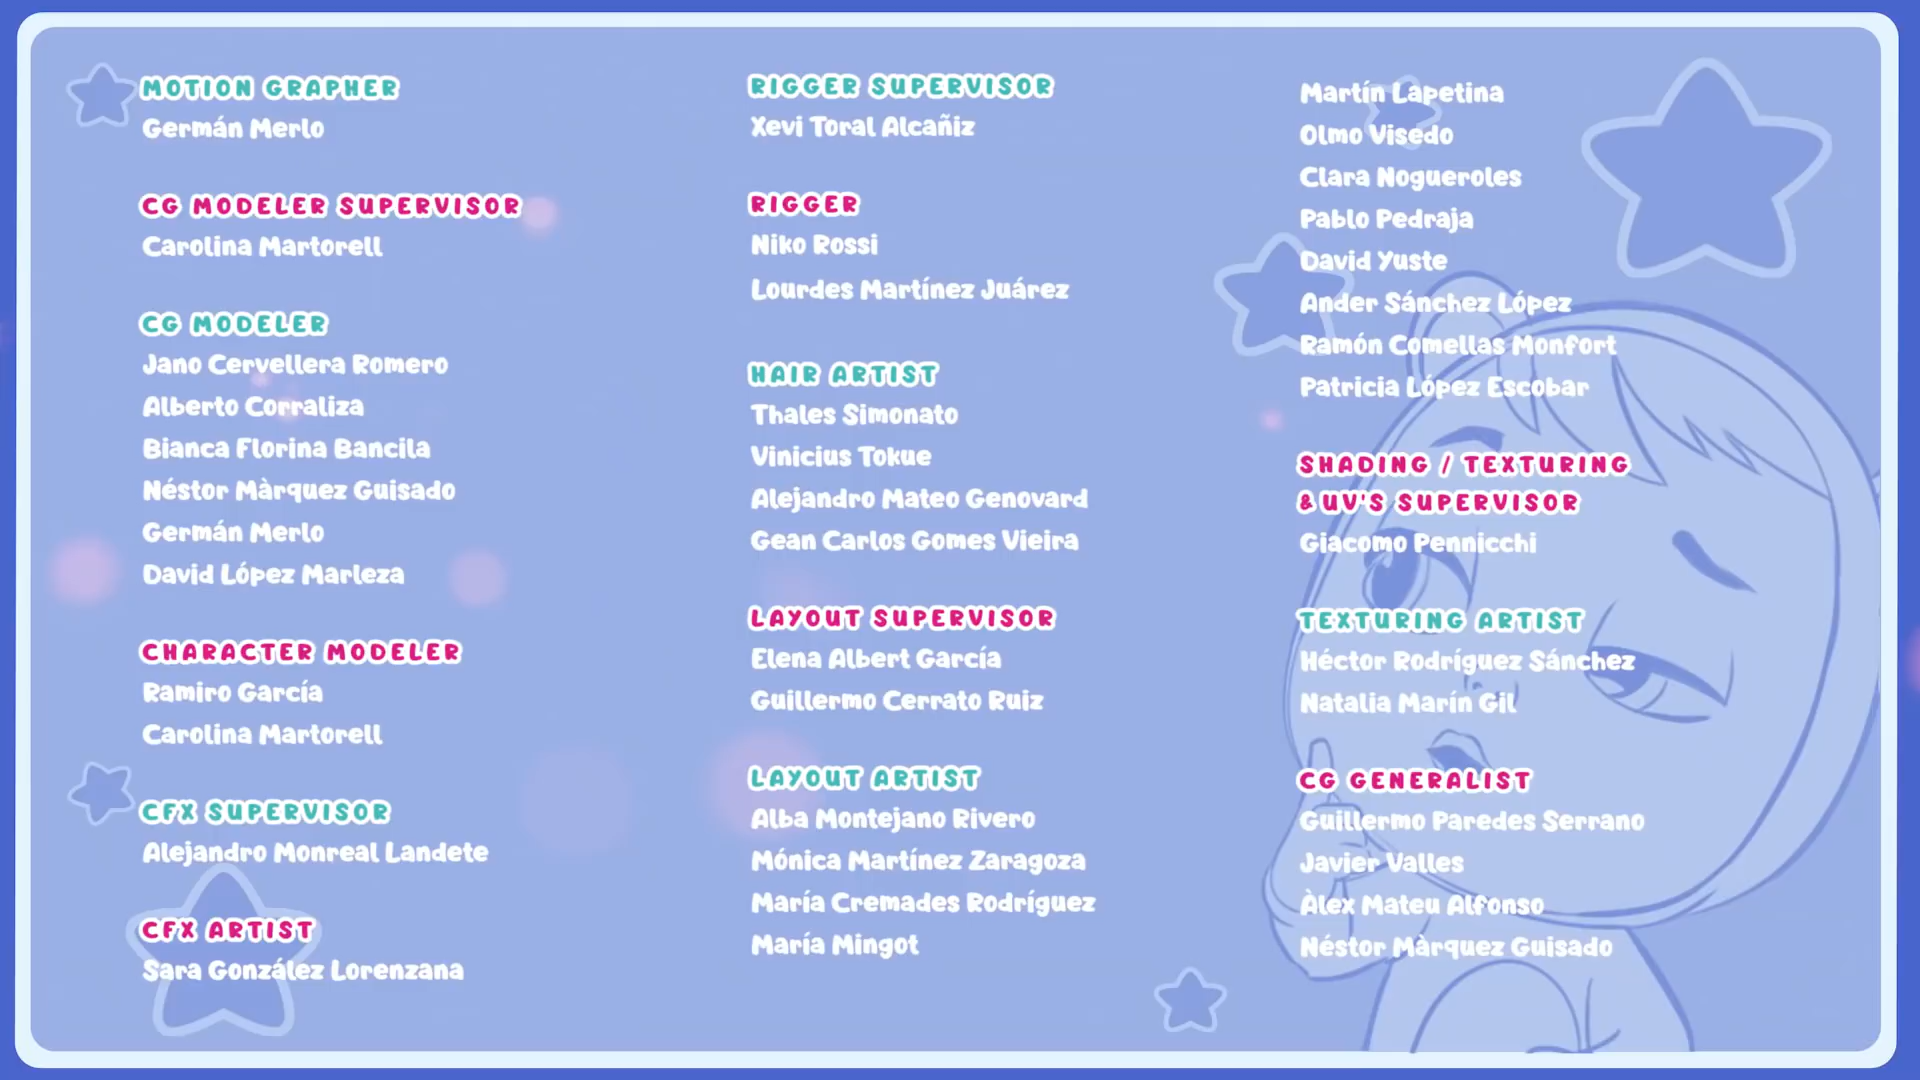 MOTION GRAPHER
Germán Merlo
CG MODELER SUPERVISOR
Carolina Martorell
CG MODELER
Jano Cervellera Romero
Alberto Corraliza
Bianca Florina Bancila
Néstor Màrquez Guisado
Germán Merlo
David López Marleza
CHARACTER MODELER
Ramiro García
Carolina Martorell
CFX SUPERVISOR
Alejandro Monreal Landete
CFX ARTIST
Sara González Lorenzana
RIGGER SUPERVISOR
Xevi Toral Alcañiz
RIGGER
Niko Rossi
Lourdes Martínez Juárez
HAIR ARTIST
Thales Simonato
Vinicius Tokue
Alejandro Mateo Genovard
Gean Carlos Gomes Vieira
LAYOUT SUPERVISOR
Elena Albert García
Guillermo Cerrato Ruiz
LAYOUT ARTIST
Alba Montejano Rivero
Mónica Martínez Zaragoza
María Cremades Rodríguez
María Mingot
Martín Lapetina
Olmo Visedo
Clara Nogueroles
Pablo Pedraja
David Yuste
Ander Sánchez López
Ramón Comellas Monfort
Patricia López Escobar
SHADING / TEXTURING
& UV'S SUPERVISOR
Giacomo Pennicchi
TEXTURING ARTIST
Héctor Rodríguez Sánchez
Natalia Marín Gil
CG GENERALIST
Guillermo Paredes Serrano
Javier Valles
Àlex Mateu Alfonso
Néstor Màrquez Guisado